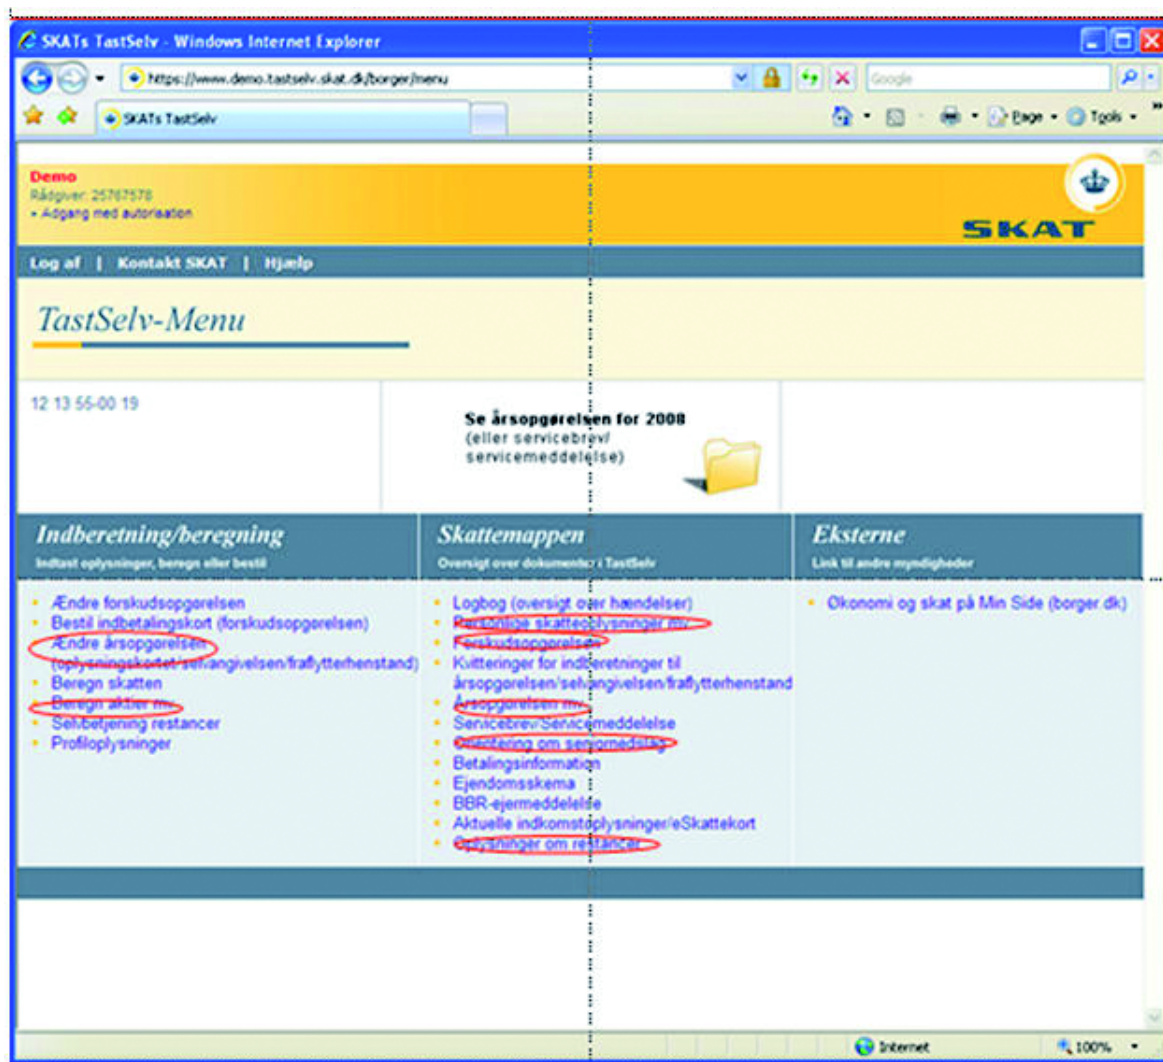 SKATs TastSelv - Windows Internet Explorer
https://www.demo.tastselv.skat.dk/borger/menu
Google
SKATs TastSelv
Page
Tools
Demo
Rådgiver: 25767578
Adgang med autorisation
SKAT
Log af | Kontakt SKAT | Hjælp
TastSelv-Menu
12 13 55-00 19
Se årsopgørelsen for 2008
(eller servicebrev/
servicemeddelelse)
Indberetning/beregning
Indtast oplysninger, beregn eller bestil
Ændre forskudsopgørelsen
Bestil indbetalingskort (forskudsopgørelsen)
Ændre årsopgørelsen
(oplysningskortet/selvangivelsen/fraflytterhenstand)
Beregn skatten
Beregn aktier mv
Selvbetjening restancer
Profiloplysninger
Skattemappen
Oversigt over dokumenter i TastSelv
Logbog (oversigt over hændelser)
Personlige skatteoplysninger mv
Forskudsopgørelsen
Kvitteringer for indberetninger til
årsopgørelsen/selvangivelsen/fraflytterhenstand
Årsopgørelsen mv
Servicebrev/Servicemeddelelse
Orientering om seniornedslag
Betalingsinformation
Ejendomsskema
BBR-ejermeddelelse
Aktuelle indkomstoplysninger/eSkattekort
Oplysninger om restancer
Eksterne
Link til andre myndigheder
Økonomi og skat på Min Side (borger.dk)
Internet
100%